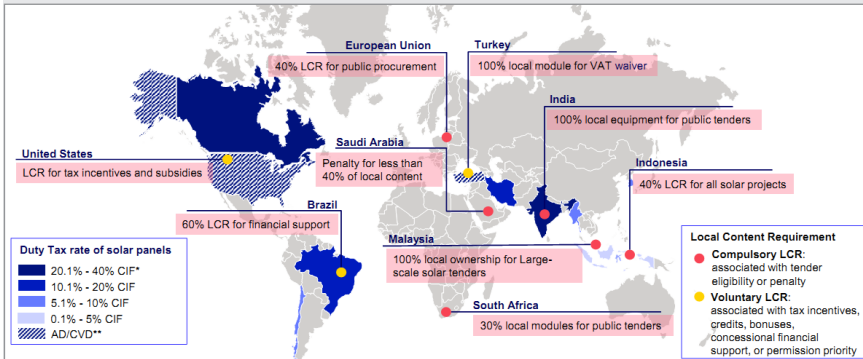 European Union
40% LCR for public procurement
Turkey
100% local module for VAT waiver
India
100% local equipment for public tenders
United States
LCR for tax incentives and subsidies
Saudi Arabia
Penalty for less than
40% of local content
Indonesia
40% LCR for all solar projects
Brazil
60% LCR for financial support
Malaysia
100% local ownership for Large-
scale solar tenders
South Africa
30% local modules for public tenders
Duty Tax rate of solar panels
20.1% - 40% CIF*
10.1% - 20% CIF
5.1% - 10% CIF
0.1% - 5% CIF
AD/CVD**
Local Content Requirement
Compulsory LCR:
associated with tender
eligibility or penalty
Voluntary LCR:
associated with tax incentives,
credits, bonuses,
concessional financial
support, or permission priority